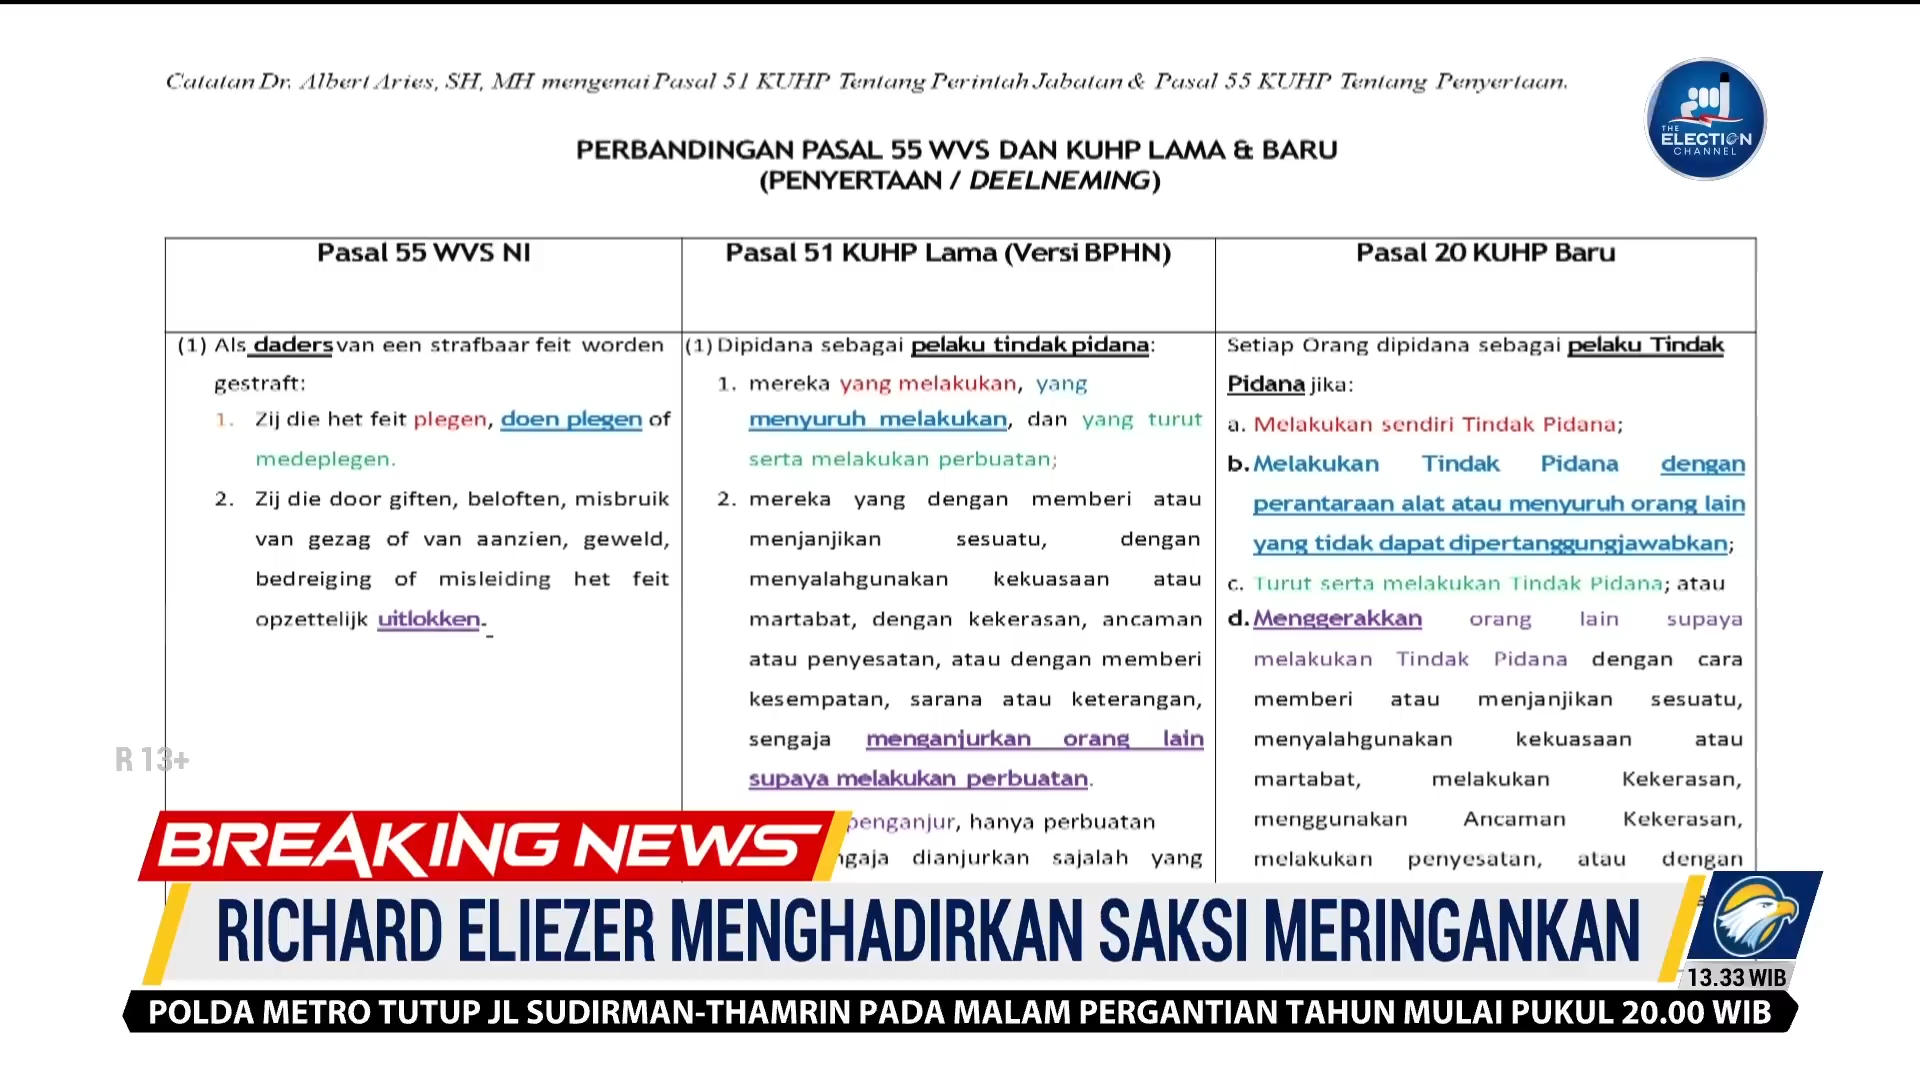 Catatan Dr. Albert Aries, SH, MH mengenai Pasal 51 KUHP Tentang Perintah Jabatan & Pasal 55 KUHP Tentang Penyertaan.
THE
ELECTION
CHANNEL
PERBANDINGAN PASAL 55 WVS DAN KUHP LAMA & BARU
(PENYERTAAN / DEELNEMING)
Pasal 55 WVS NI
(1) Als daders van een strafbaar feit worden
gestraft:
1. Zij die het feit plegen, doen plegen of
medeplegen.
2. Zij die door giften, beloften, misbruik
van gezag of van aanzien, geweld,
bedreiging of misleiding het feit
opzettelijk uitlokken.
Pasal 51 KUHP Lama (Versi BPHN)
(1) Dipidana sebagai pelaku tindak pidana:
1. mereka yang melakukan, yang
menyuruh melakukan, dan yang turut
serta melakukan perbuatan;
2. mereka yang dengan memberi atau
menjanjikan sesuatu, dengan
menyalahgunakan kekuasaan atau
martabat, dengan kekerasan, ancaman
atau penyesatan, atau dengan memberi
kesempatan, sarana atau keterangan,
sengaja menganjurkan orang lain
supaya melakukan perbuatan.
penganjur, hanya perbuatan
ngaja dianjurkan sajalah yang
Pasal 20 KUHP Baru
Setiap Orang dipidana sebagai pelaku Tindak
Pidana jika:
a. Melakukan sendiri Tindak Pidana;
b. Melakukan Tindak Pidana dengan
perantaraan alat atau menyuruh orang lain
yang tidak dapat dipertanggungjawabkan;
c. Turut serta melakukan Tindak Pidana; atau
d. Menggerakkan orang lain supaya
melakukan Tindak Pidana dengan cara
memberi atau menjanjikan sesuatu,
menyalahgunakan kekuasaan atau
martabat, melakukan Kekerasan,
menggunakan Ancaman Kekerasan,
melakukan penyesatan, atau dengan
R 13+
BREAKING NEWS
RICHARD ELIEZER MENGHADIRKAN SAKSI MERINGANKAN
13.33 WIB
POLDA METRO TUTUP JL SUDIRMAN-THAMRIN PADA MALAM PERGANTIAN TAHUN MULAI PUKUL 20.00 WIB